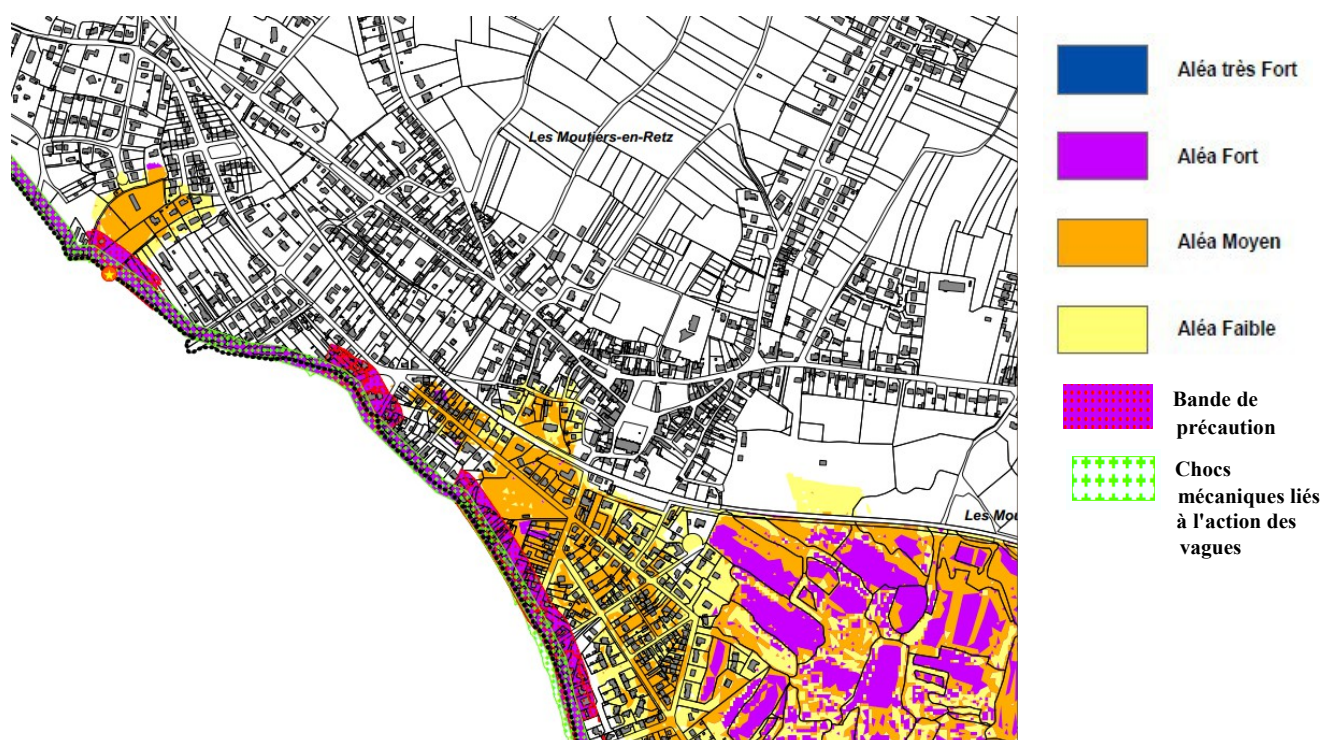 Les Moutiers-en-Retz
Les Mou
Aléa très Fort
Aléa Fort
Aléa Moyen
Aléa Faible
Bande de
précaution
Chocs
mécaniques liés
à l'action des
vagues